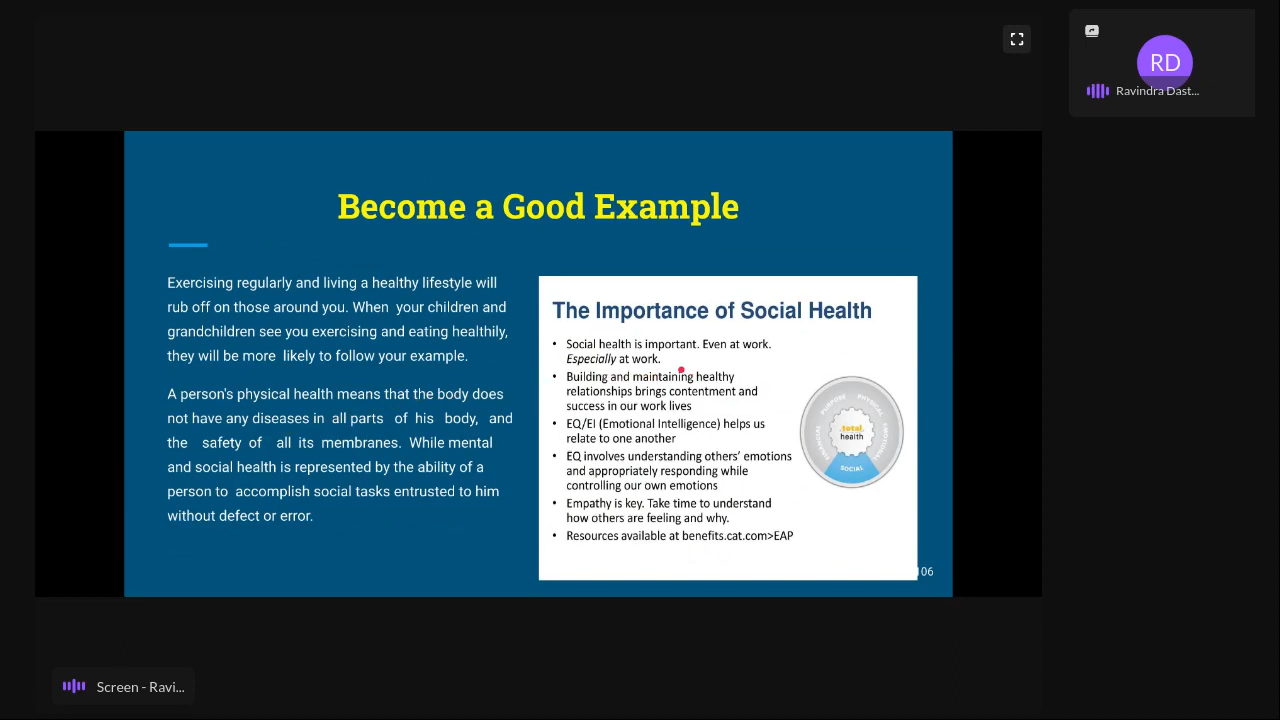 RD
Ravindra Dast...
Become a Good Example
Exercising regularly and living a healthy lifestyle will
rub off on those around you. When your children and
grandchildren see you exercising and eating healthily,
they will be more likely to follow your example.
A person's physical health means that the body does
not have any diseases in all parts of his body, and
the safety of all its membranes. While mental
and social health is represented by the ability of a
person to accomplish social tasks entrusted to him
without defect or error.
The Importance of Social Health
• Social health is important. Even at work.
Especially at work.
• Building and maintaining healthy
relationships brings contentment and
success in our work lives
• EQ/EI (Emotional Intelligence) helps us
relate to one another
• EQ involves understanding others' emotions
and appropriately responding while
controlling our own emotions
• Empathy is key. Take time to understand
how others are feeling and why.
• Resources available at benefits.cat.com>EAP
PURPOSE
PHYSICAL
FINANCIAL
EMOTIONAL
total
health
SOCIAL
106
Screen - Ravi...